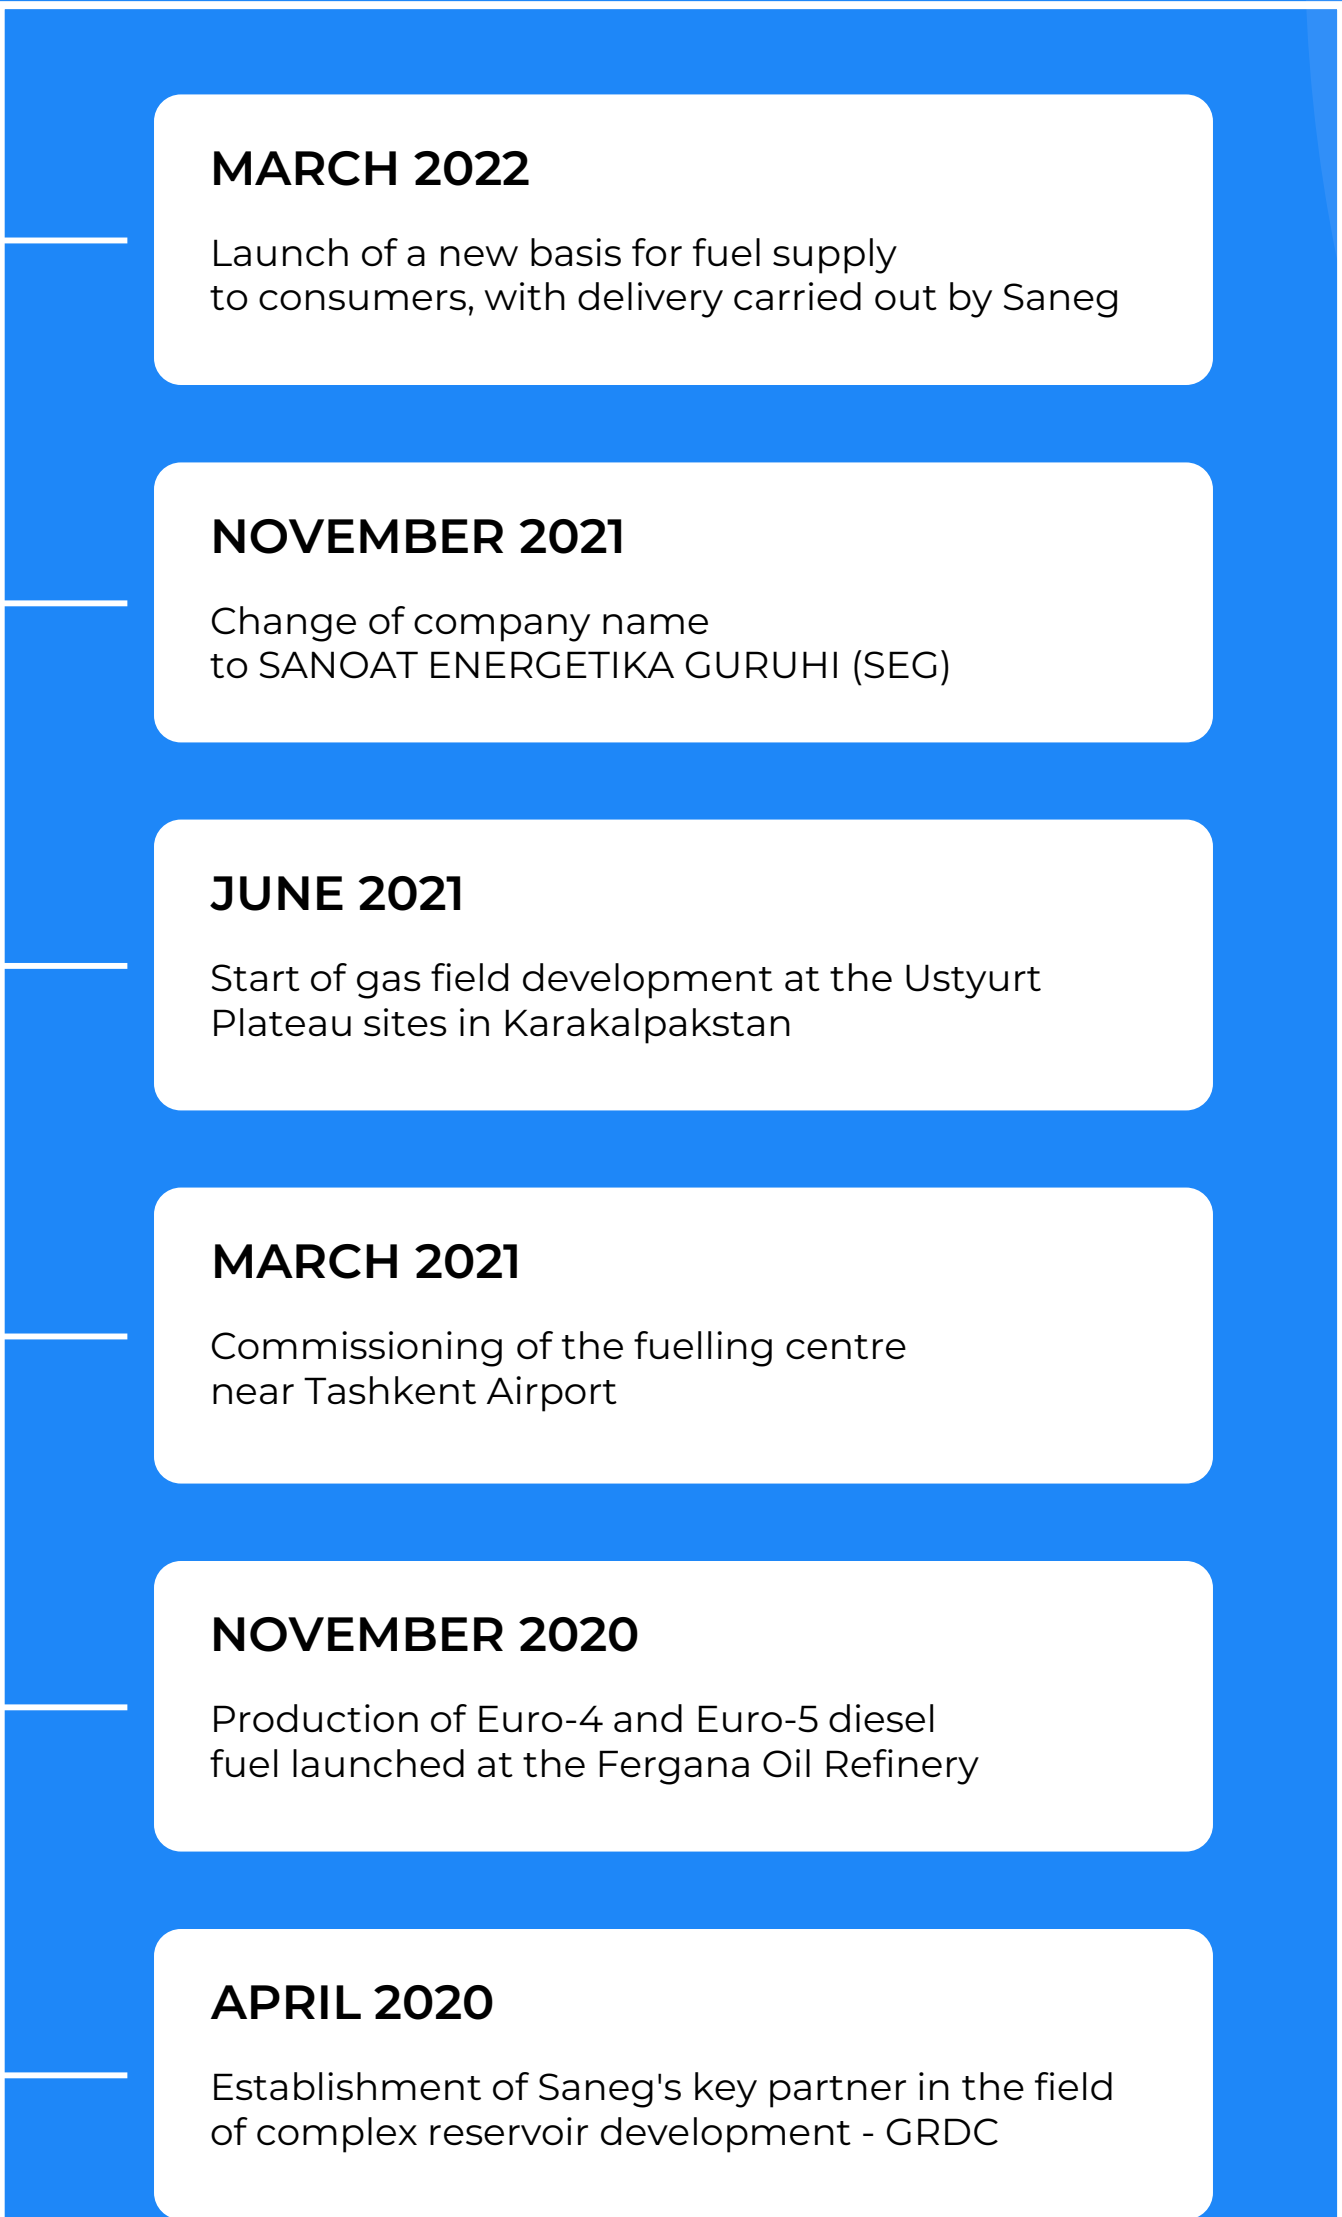 MARCH 2022
Launch of a new basis for fuel supply
to consumers, with delivery carried out by Saneg
NOVEMBER 2021
Change of company name
to SANOAT ENERGETIKA GURUHI (SEG)
JUNE 2021
Start of gas field development at the Ustyurt
Plateau sites in Karakalpakstan
MARCH 2021
Commissioning of the fuelling centre
near Tashkent Airport
NOVEMBER 2020
Production of Euro-4 and Euro-5 diesel
fuel launched at the Fergana Oil Refinery
APRIL 2020
Establishment of Saneg's key partner in the field
of complex reservoir development - GRDC